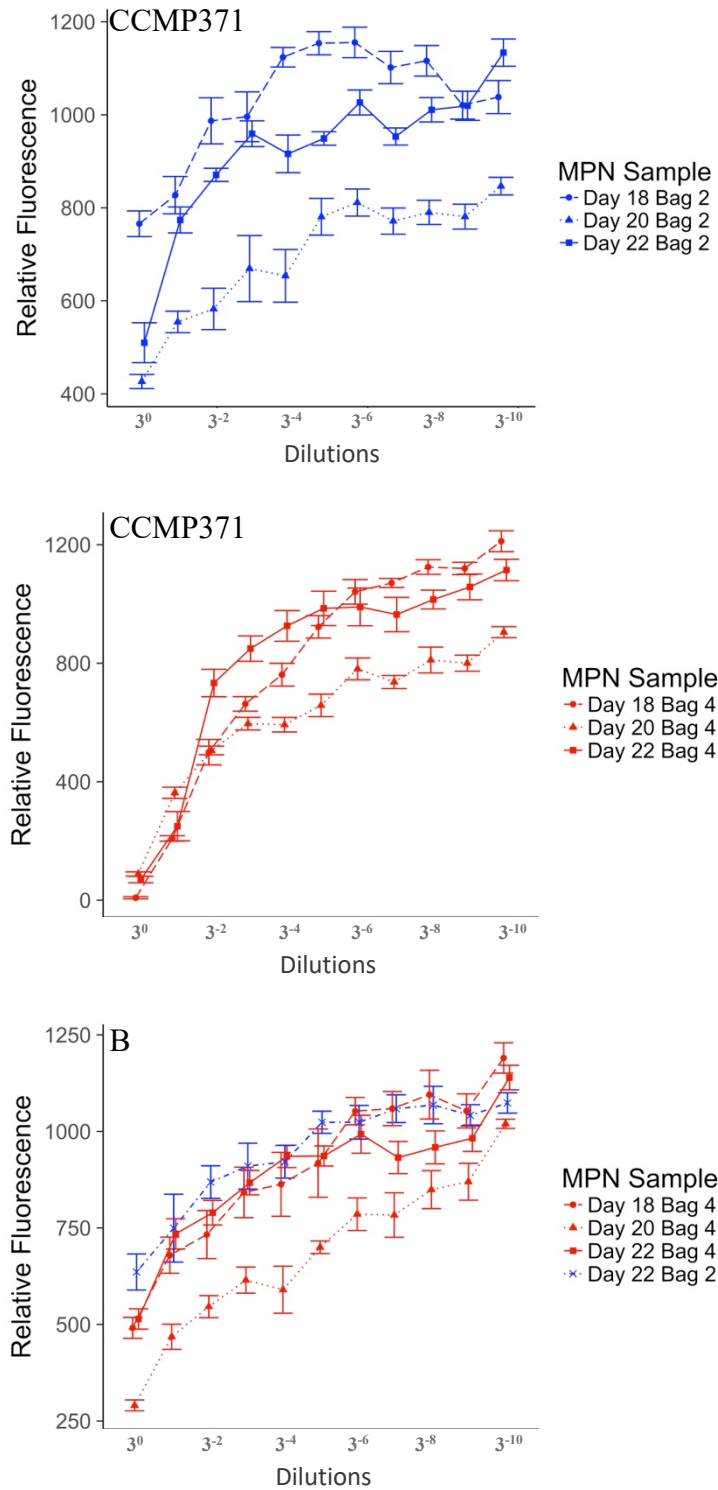 CCMP371
1200
1000
800
600
400
Relative Fluorescence
3⁰
3⁻²
3⁻⁴
3⁻⁶
3⁻⁸
3⁻¹⁰
Dilutions
MPN Sample
Day 18 Bag 2
Day 20 Bag 2
Day 22 Bag 2
CCMP371
1200
800
400
0
Relative Fluorescence
3⁰
3⁻²
3⁻⁴
3⁻⁶
3⁻⁸
3⁻¹⁰
Dilutions
MPN Sample
Day 18 Bag 4
Day 20 Bag 4
Day 22 Bag 4
B
1250
1000
750
500
250
Relative Fluorescence
3⁰
3⁻²
3⁻⁴
3⁻⁶
3⁻⁸
3⁻¹⁰
Dilutions
MPN Sample
Day 18 Bag 4
Day 20 Bag 4
Day 22 Bag 4
Day 22 Bag 2